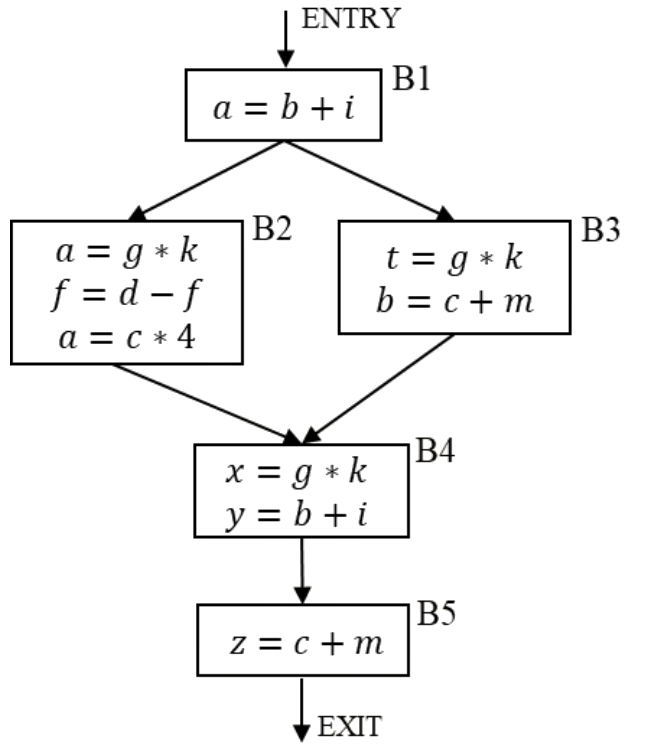 ENTRY
B1
a = b + i
B2
a = g * k
f = d − f
a = c * 4
B3
t = g * k
b = c + m
B4
x = g * k
y = b + i
B5
z = c + m
EXIT